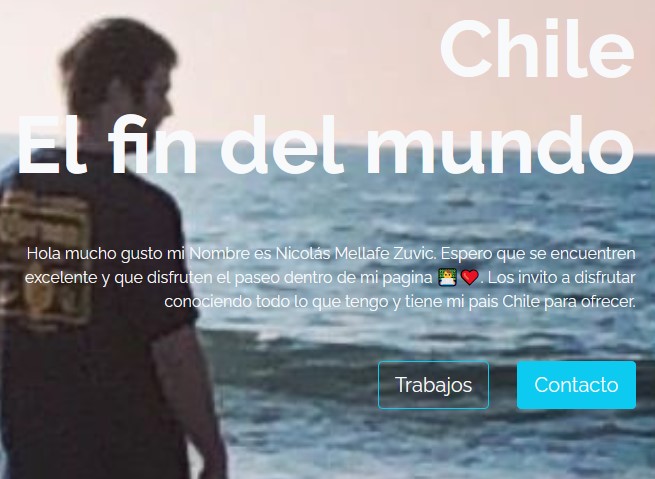 Chile
El fin del mundo
Hola mucho gusto mi Nombre es Nicolás Mellafe Zuvic. Espero que se encuentren
excelente y que disfruten el paseo dentro de mi pagina 👨‍💻❤️. Los invito a disfrutar
conociendo todo lo que tengo y tiene mi pais Chile para ofrecer.
Trabajos
Contacto